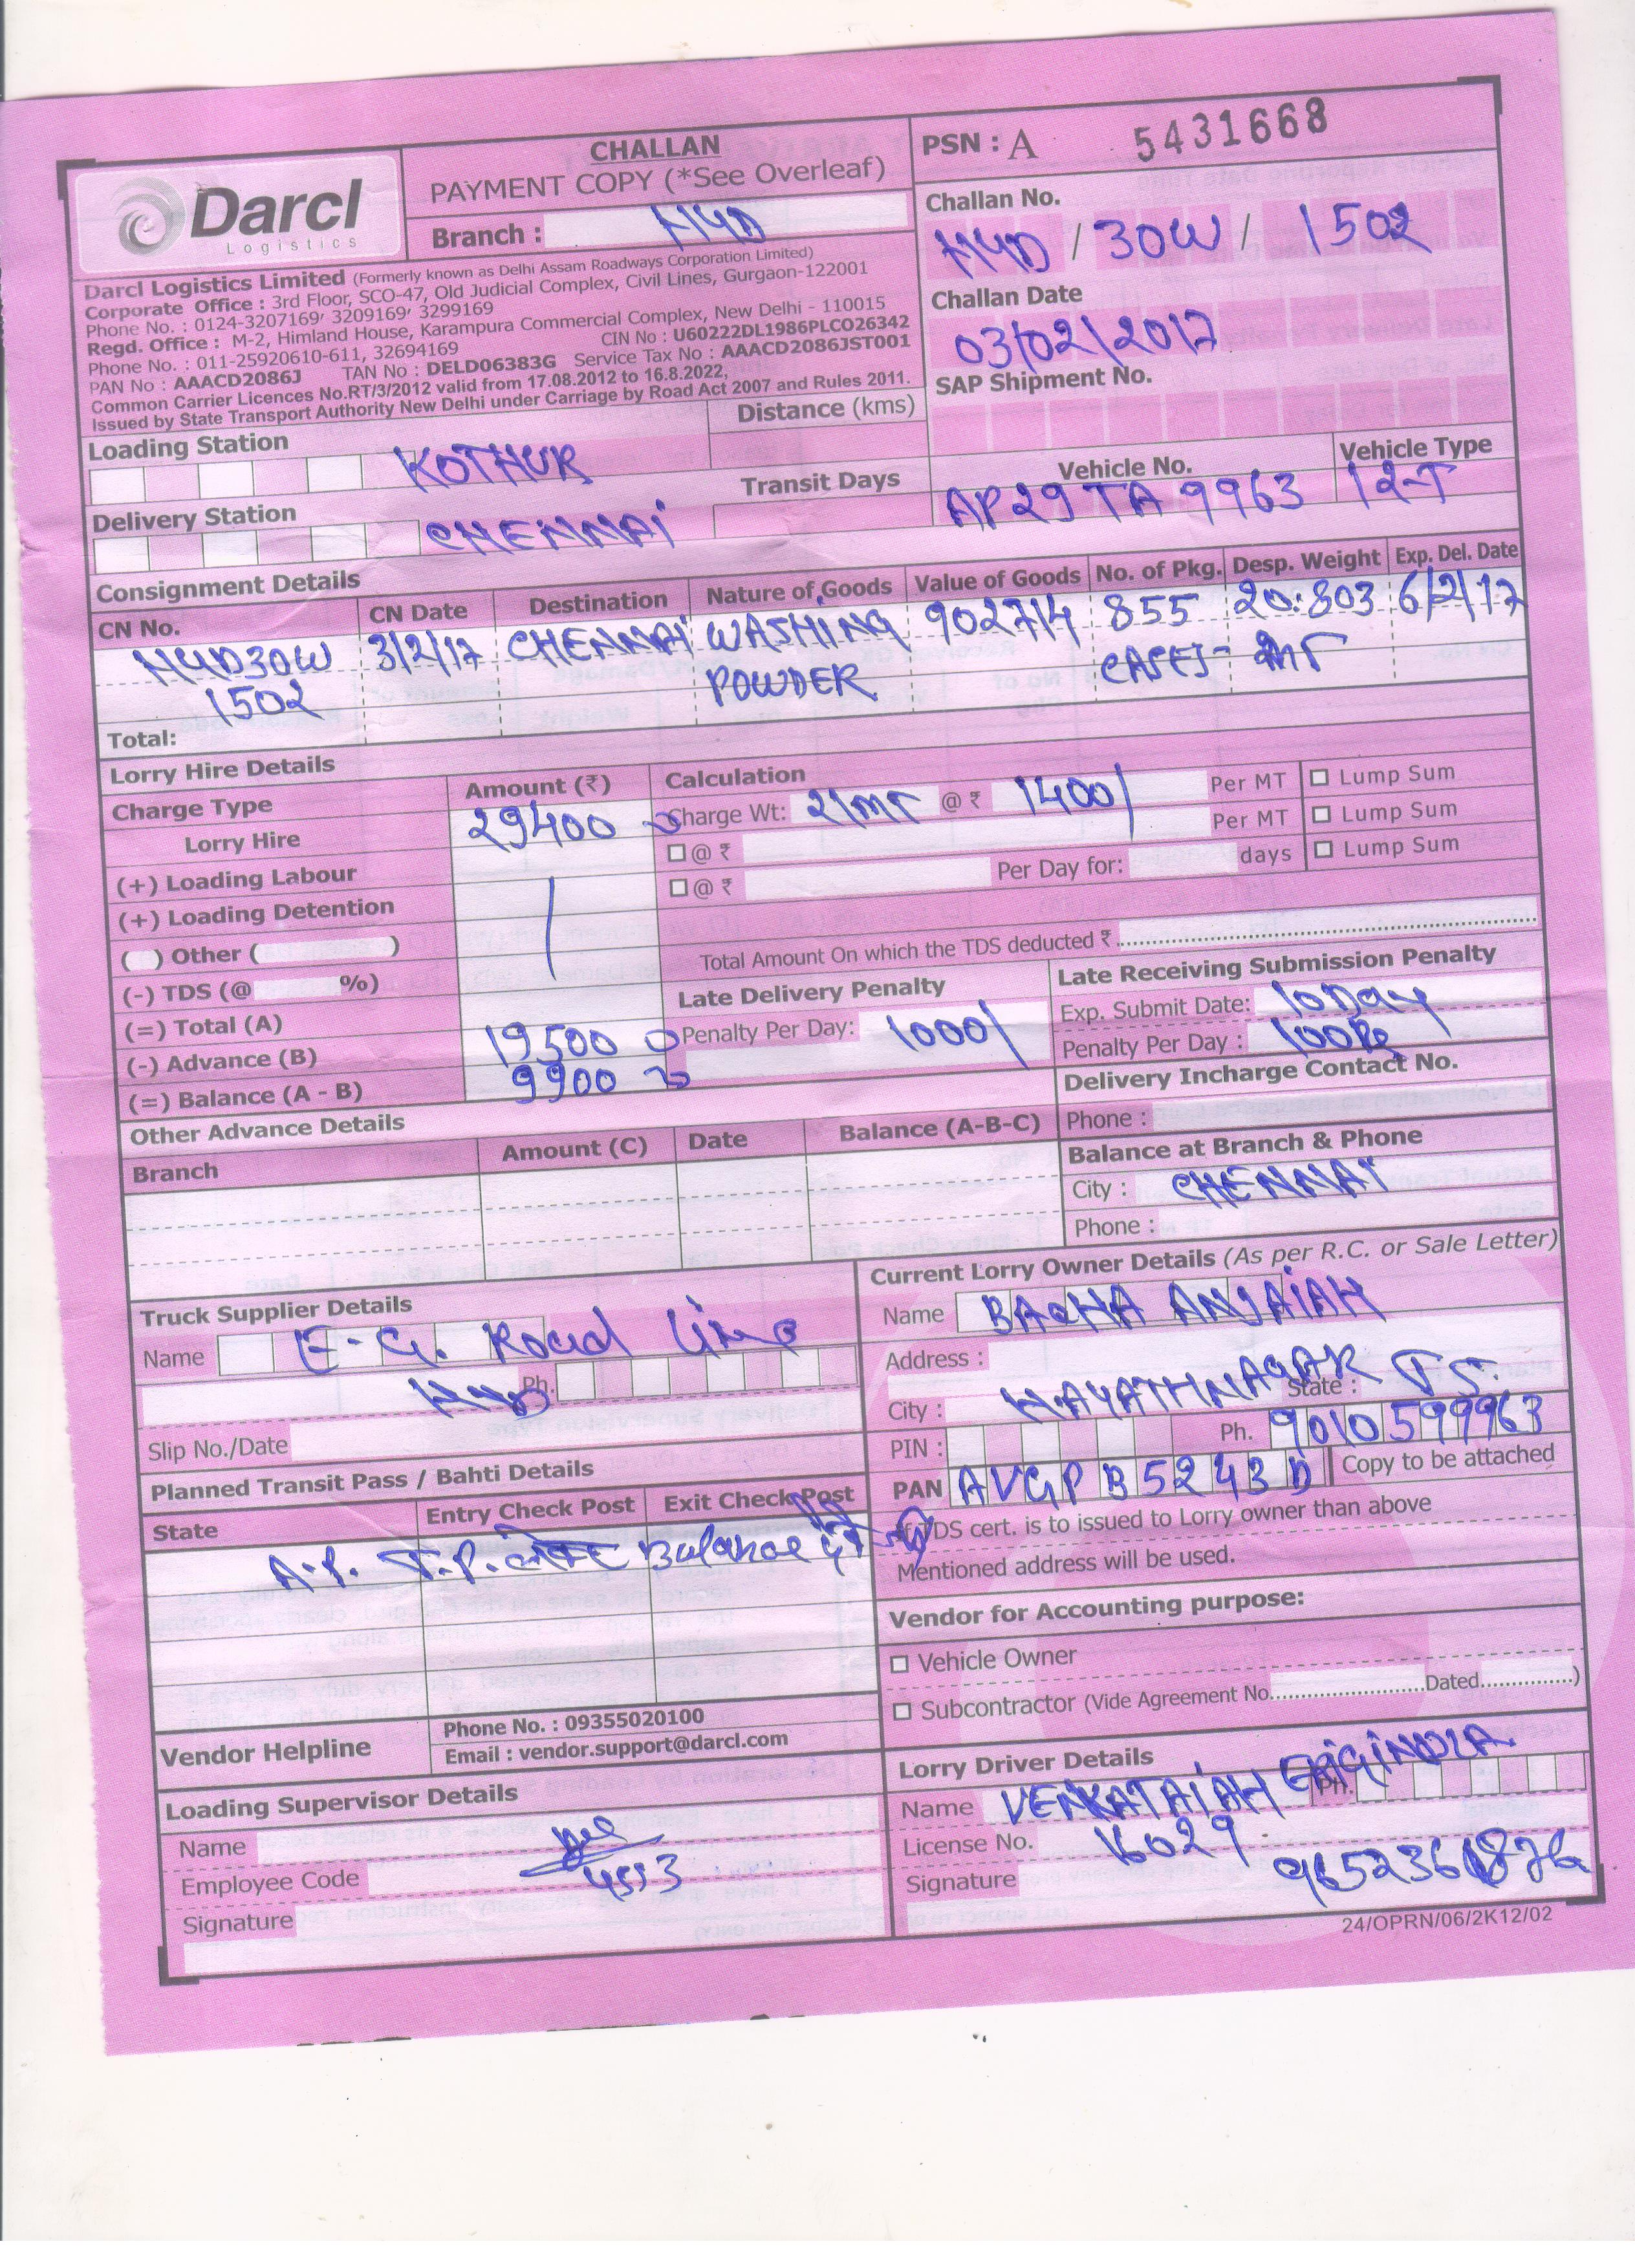 Darcl
Logistics
CHALLAN
PAYMENT COPY (*See Overleaf)
Branch : HYD
PSN : A 5431668
Challan No.
HYD / 30W / 1502
Challan Date
03/02/2017
SAP Shipment No.
Darcl Logistics Limited (Formerly known as Delhi Assam Roadways Corporation Limited)
Corporate Office : 3rd Floor, SCO-47, Old Judicial Complex, Civil Lines, Gurgaon-122001
Phone No. : 0124-3207169, 3209169, 3299169
Regd. Office : M-2, Himland House, Karampura Commercial Complex, New Delhi - 110015
Phone No. : 011-25920610-611, 32694169 CIN No : U60222DL1986PLCO26342
PAN No : AAACD2086J TAN No : DELD06383G Service Tax No : AAACD2086JST001
Common Carrier Licences No.RT/3/2012 valid from 17.08.2012 to 16.8.2022,
Issued by State Transport Authority New Delhi under Carriage by Road Act 2007 and Rules 2011.
Loading Station KOTHUR
Distance (kms)
Delivery Station CHENNAI
Transit Days
Vehicle No. Vehicle Type
AP29TA 9963 12-T
Consignment Details
CN No. CN Date Destination Nature of Goods Value of Goods No. of Pkg. Desp. Weight Exp. Del. Date
HYD30W 3/2/17 CHENNAI WASHING 902714 855 20.803 6/2/17
1502 POWDER CASES- MT
Total:
Lorry Hire Details
Charge Type Amount (₹) Calculation
Lorry Hire 29400 Charge Wt: 21MT @ ₹ 1400/ Per MT Lump Sum
(+) Loading Labour @ ₹ Per MT Lump Sum
(+) Loading Detention @ ₹ Per Day for: days Lump Sum
( ) Other ( )
Total Amount On which the TDS deducted ₹
(-) TDS (@ %)
(=) Total (A)
(-) Advance (B) 19500
(=) Balance (A - B) 9900
Late Delivery Penalty
Penalty Per Day: 1000/
Late Receiving Submission Penalty
Exp. Submit Date: 10 Day
Penalty Per Day : 100Rs
Delivery Incharge Contact No.
Phone :
Other Advance Details
Branch Amount (C) Date Balance (A-B-C)
Balance at Branch & Phone
City : CHENNAI
Phone :
Truck Supplier Details
Name E-G. Road Line
HYD Ph.
Slip No./Date
Current Lorry Owner Details (As per R.C. or Sale Letter)
Name ANJAIAH
Address :
City : HAYATHNAGAR State : T S.
PIN : Ph. 9010599963
PAN AVGPB5243D Copy to be attached
If TDS cert. is to issued to Lorry owner than above
Mentioned address will be used.
Planned Transit Pass / Bahti Details
State Entry Check Post Exit Check Post
A.P. T.P. Balance
Vendor for Accounting purpose:
Vehicle Owner
Subcontractor (Vide Agreement No. Dated )
Vendor Helpline
Phone No. : 09355020100
Email : vendor.support@darcl.com
Loading Supervisor Details
Name
Employee Code
Signature
Lorry Driver Details
Name VENKATAIAH Ph.
License No. 16029
Signature
24/OPRN/06/2K12/02